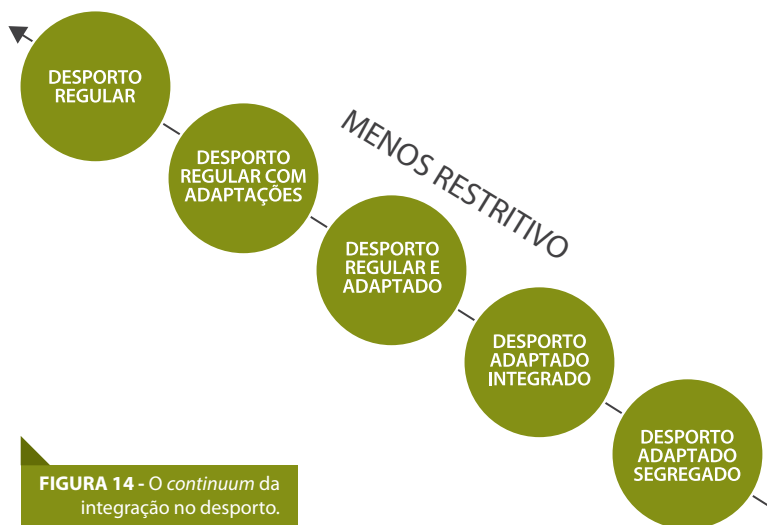 DESPORTO
REGULAR
DESPORTO
REGULAR COM
ADAPTAÇÕES
MENOS RESTRITIVO
DESPORTO
REGULAR E
ADAPTADO
DESPORTO
ADAPTADO
INTEGRADO
DESPORTO
ADAPTADO
SEGREGADO
FIGURA 14 - O continuum da
integração no desporto.